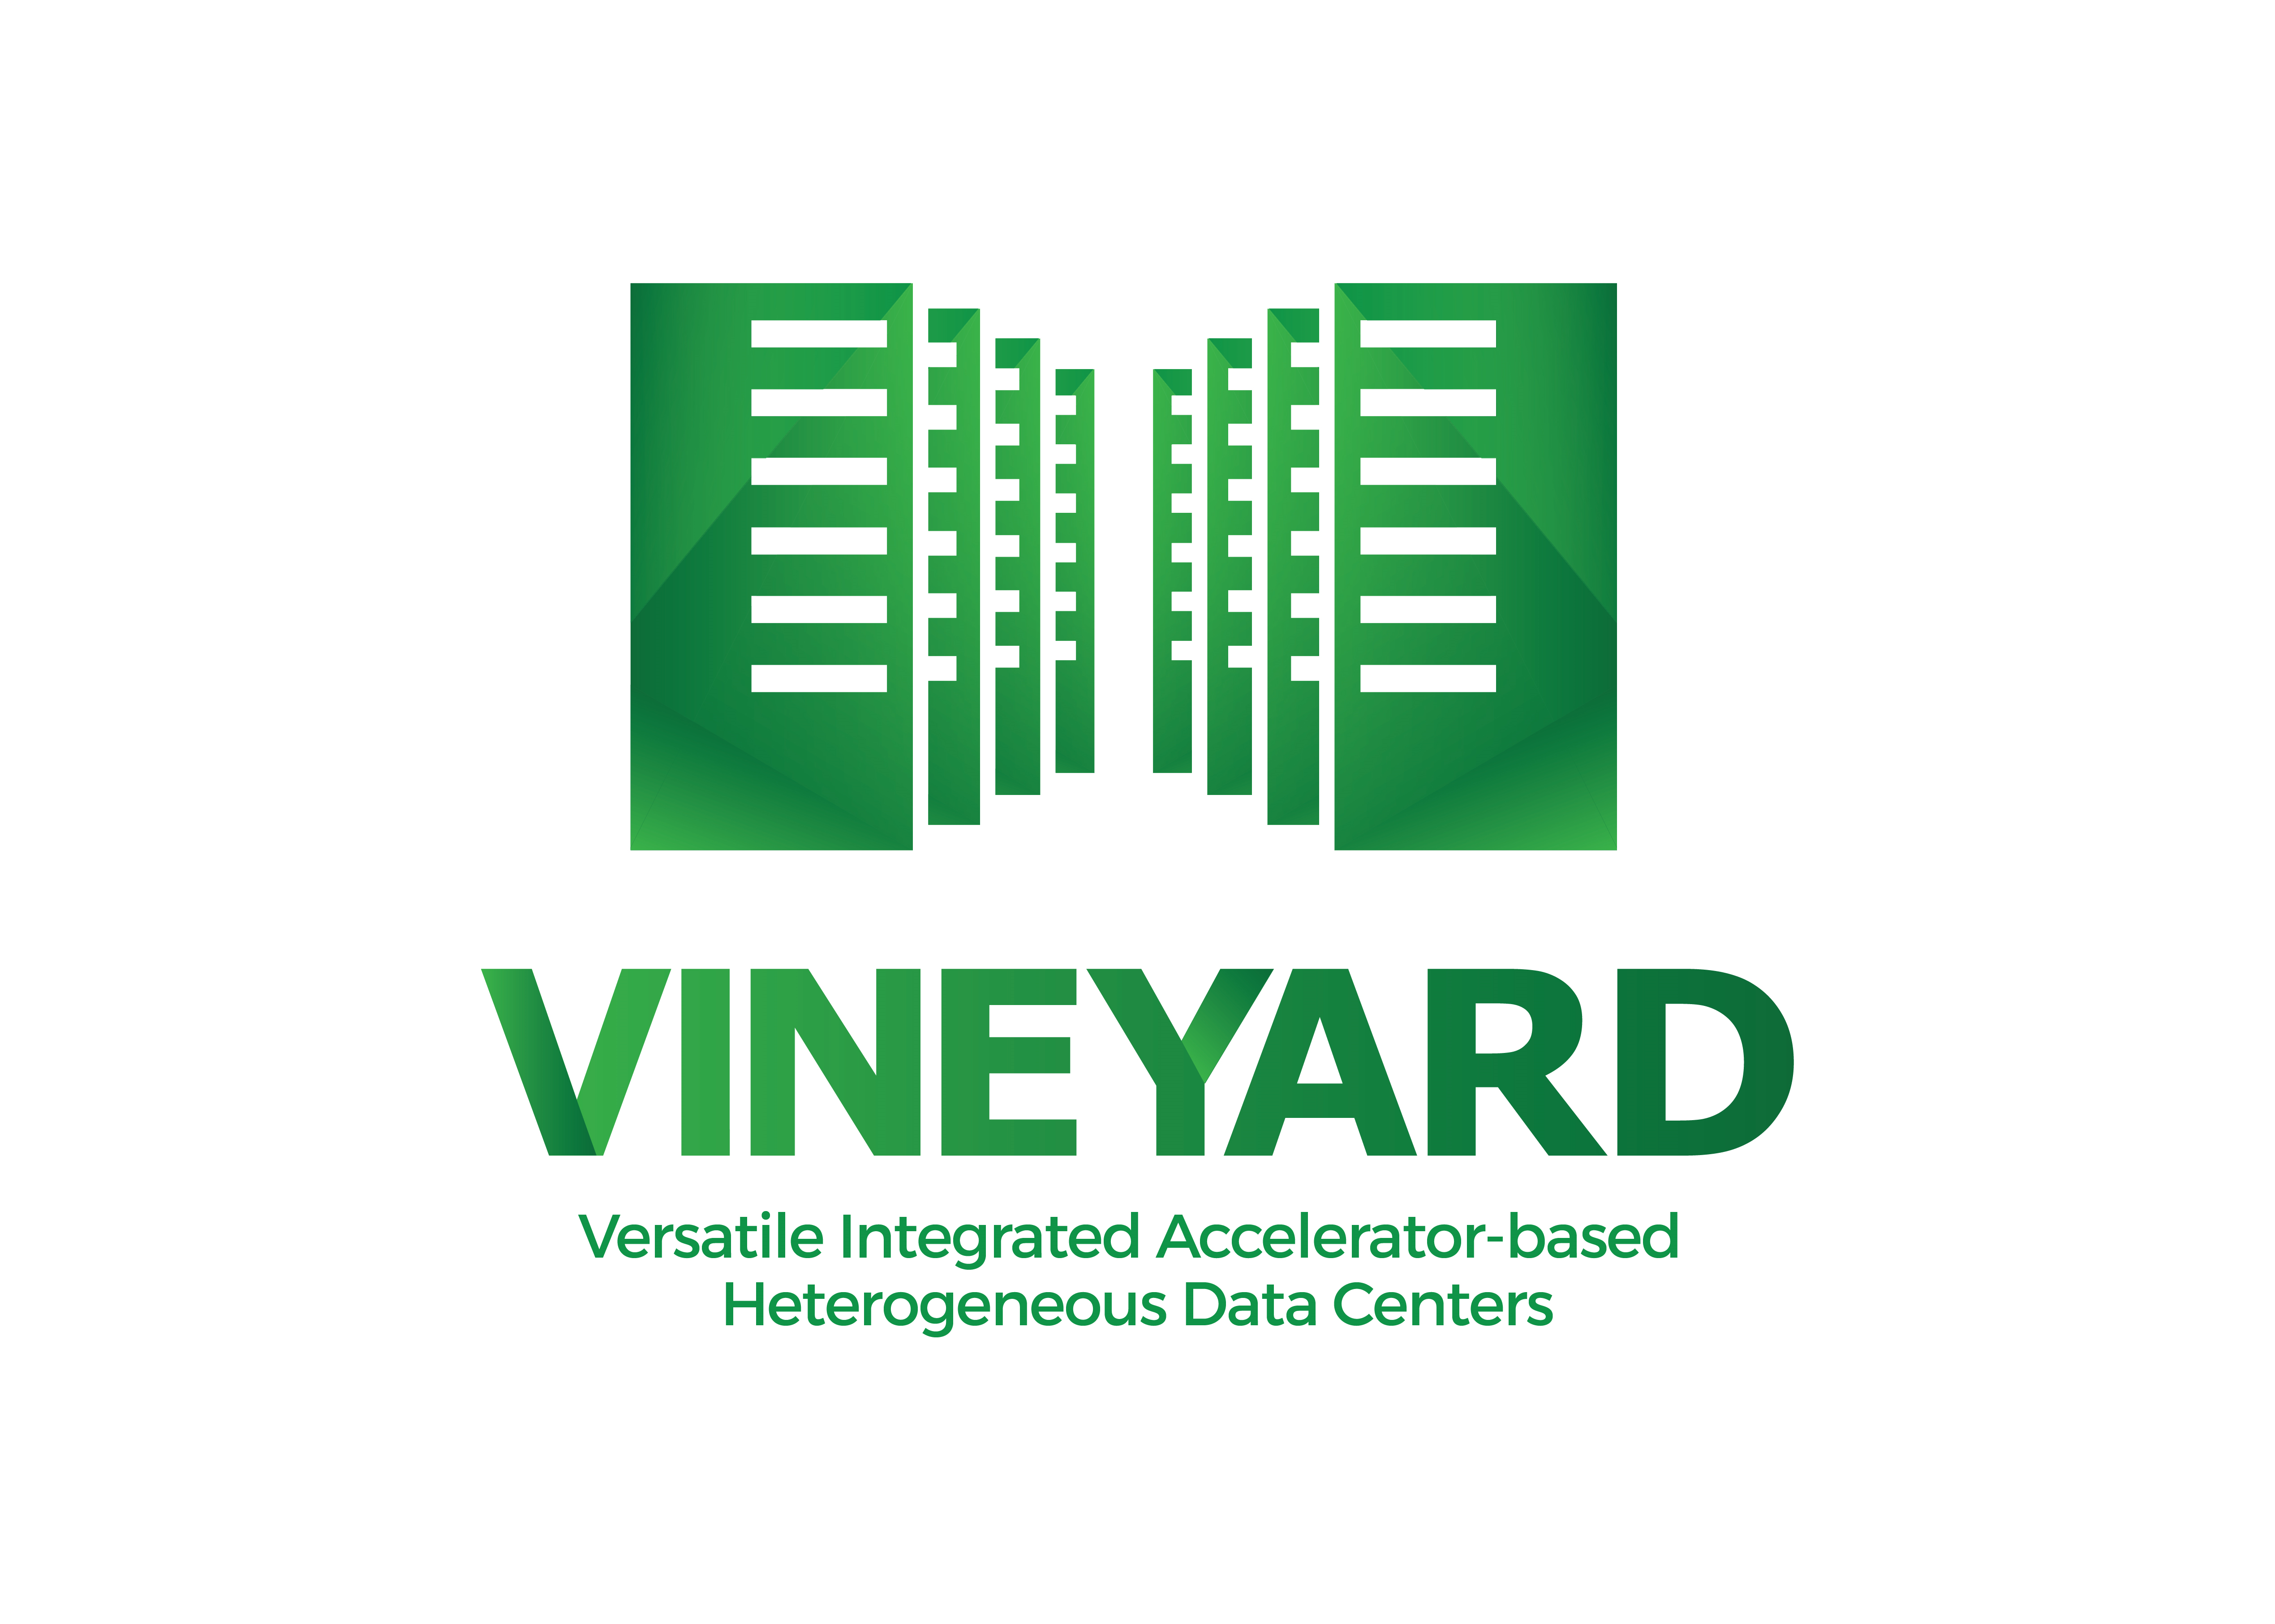 VINEYARD
Versatile Integrated Accelerator-based
Heterogeneous Data Centers